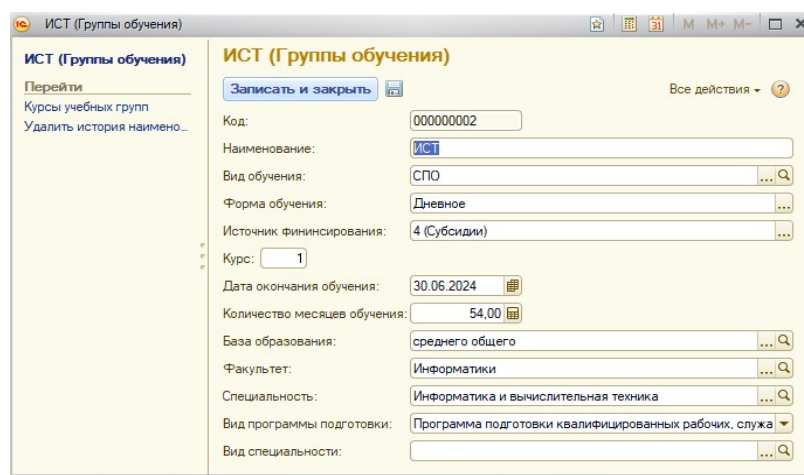 ИСТ (Группы обучения)
31 M M+ M-
ИСТ (Группы обучения)
Перейти
Курсы учебных групп
Удалить история наимено...
ИСТ (Группы обучения)
Записать и закрыть
Все действия
Код: 000000002
Наименование: ИСТ
Вид обучения: СПО
Форма обучения: Дневное
Источник фининсирования: 4 (Субсидии)
Курс: 1
Дата окончания обучения: 30.06.2024
Количество месяцев обучения: 54,00
База образования: среднего общего
Факультет: Информатики
Специальность: Информатика и вычислительная техника
Вид программы подготовки: Программа подготовки квалифицированных рабочих, служа
Вид специальности: